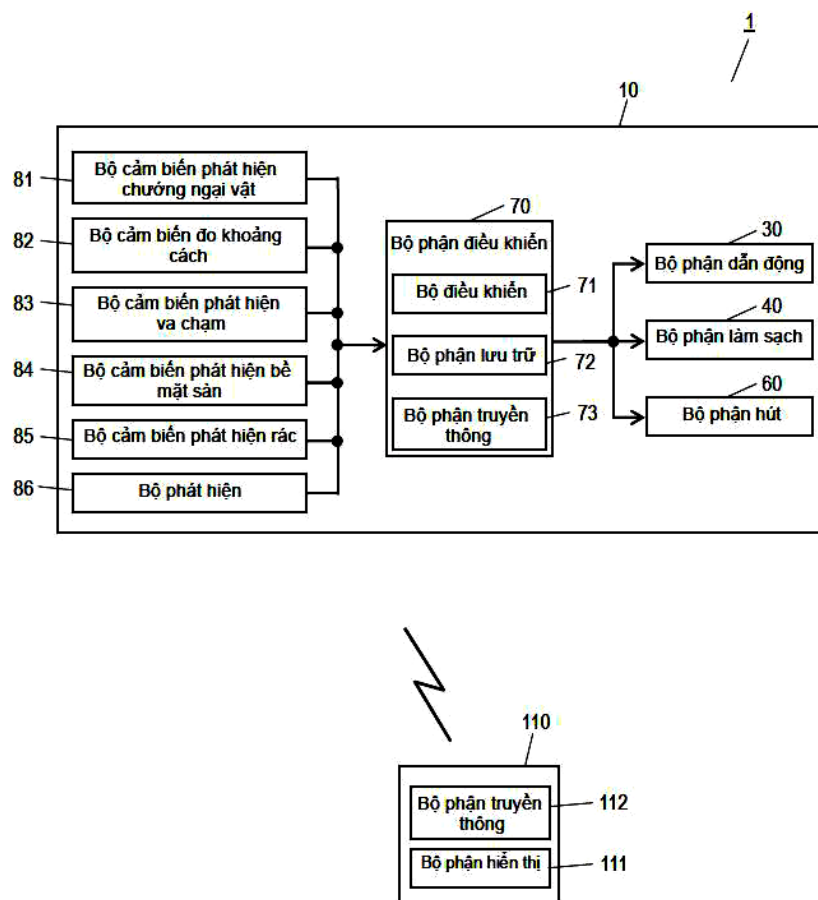 1
10
81
Bộ cảm biến phát hiện
chướng ngại vật
82
Bộ cảm biến đo khoảng
cách
83
Bộ cảm biến phát hiện
va chạm
84
Bộ cảm biến phát hiện bề
mặt sàn
85
Bộ cảm biến phát hiện rác
86
Bộ phát hiện
70
Bộ phận điều khiển
Bộ điều khiển
71
Bộ phận lưu trữ
72
Bộ phận truyền
thông
73
30
Bộ phận dẫn động
40
Bộ phận làm sạch
60
Bộ phận hút
110
Bộ phận truyền
thông
112
Bộ phận hiển thị
111